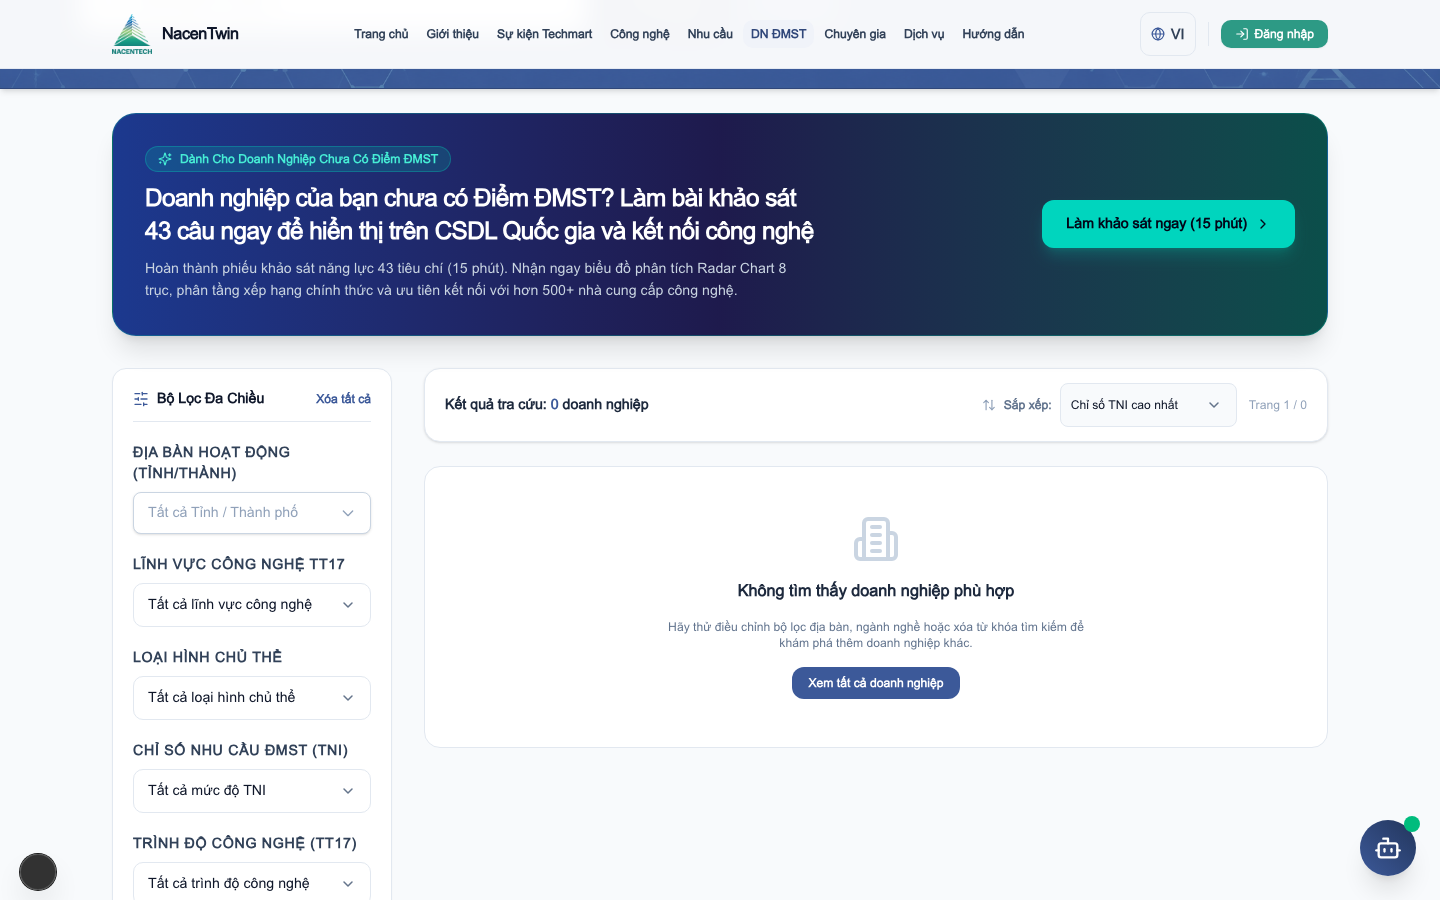 NACENTECH
NacenTwin
Trang chủ
Giới thiệu
Sự kiện Techmart
Công nghệ
Nhu cầu
DN ĐMST
Chuyên gia
Dịch vụ
Hướng dẫn
VI
Đăng nhập
Dành Cho Doanh Nghiệp Chưa Có Điểm ĐMST
Doanh nghiệp của bạn chưa có Điểm ĐMST? Làm bài khảo sát
43 câu ngay để hiển thị trên CSDL Quốc gia và kết nối công nghệ
Hoàn thành phiếu khảo sát năng lực 43 tiêu chí (15 phút). Nhận ngay biểu đồ phân tích Radar Chart 8
trục, phân tầng xếp hạng chính thức và ưu tiên kết nối với hơn 500+ nhà cung cấp công nghệ.
Làm khảo sát ngay (15 phút)
Bộ Lọc Đa Chiều
Xóa tất cả
ĐỊA BÀN HOẠT ĐỘNG
(TỈNH/THÀNH)
Tất cả Tỉnh / Thành phố
LĨNH VỰC CÔNG NGHỆ TT17
Tất cả lĩnh vực công nghệ
LOẠI HÌNH CHỦ THỂ
Tất cả loại hình chủ thể
CHỈ SỐ NHU CẦU ĐMST (TNI)
Tất cả mức độ TNI
TRÌNH ĐỘ CÔNG NGHỆ (TT17)
Tất cả trình độ công nghệ
Kết quả tra cứu: 0 doanh nghiệp
Sắp xếp:
Chỉ số TNI cao nhất
Trang 1 / 0
Không tìm thấy doanh nghiệp phù hợp
Hãy thử điều chỉnh bộ lọc địa bàn, ngành nghề hoặc xóa từ khóa tìm kiếm để
khám phá thêm doanh nghiệp khác.
Xem tất cả doanh nghiệp